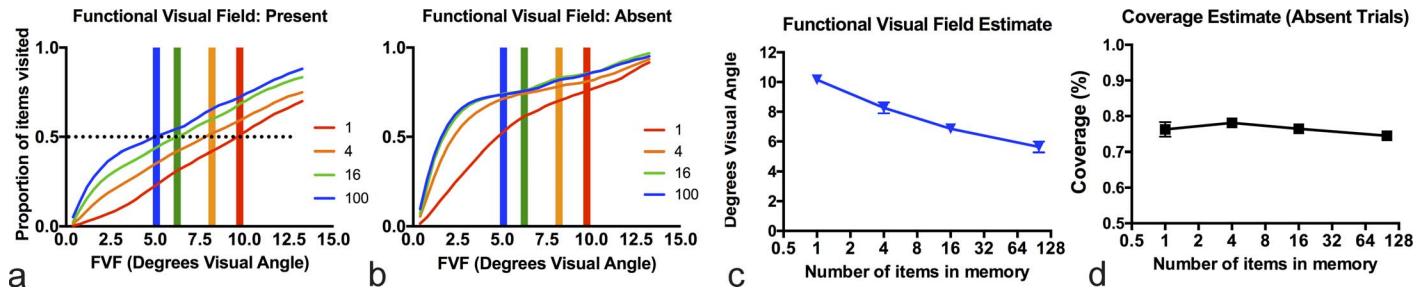 Functional Visual Field: Present
Proportion of items visited
1.0
0.5
0.0
0.0 2.5 5.0 7.5 10.0 12.5 15.0
FVF (Degrees Visual Angle)
1
4
16
100
a
Functional Visual Field: Absent
1.0
0.5
0.0
0.0 2.5 5.0 7.5 10.0 12.5 15.0
FVF (Degrees Visual Angle)
1
4
16
100
b
Functional Visual Field Estimate
Degrees Visual Angle
12
10
8
6
4
2
0
0.5 1 2 4 8 16 32 64 128
Number of items in memory
c
Coverage Estimate (Absent Trials)
Coverage (%)
1.0
0.9
0.8
0.7
0.6
0.5
0.5 1 2 4 8 16 32 64 128
Number of items in memory
d